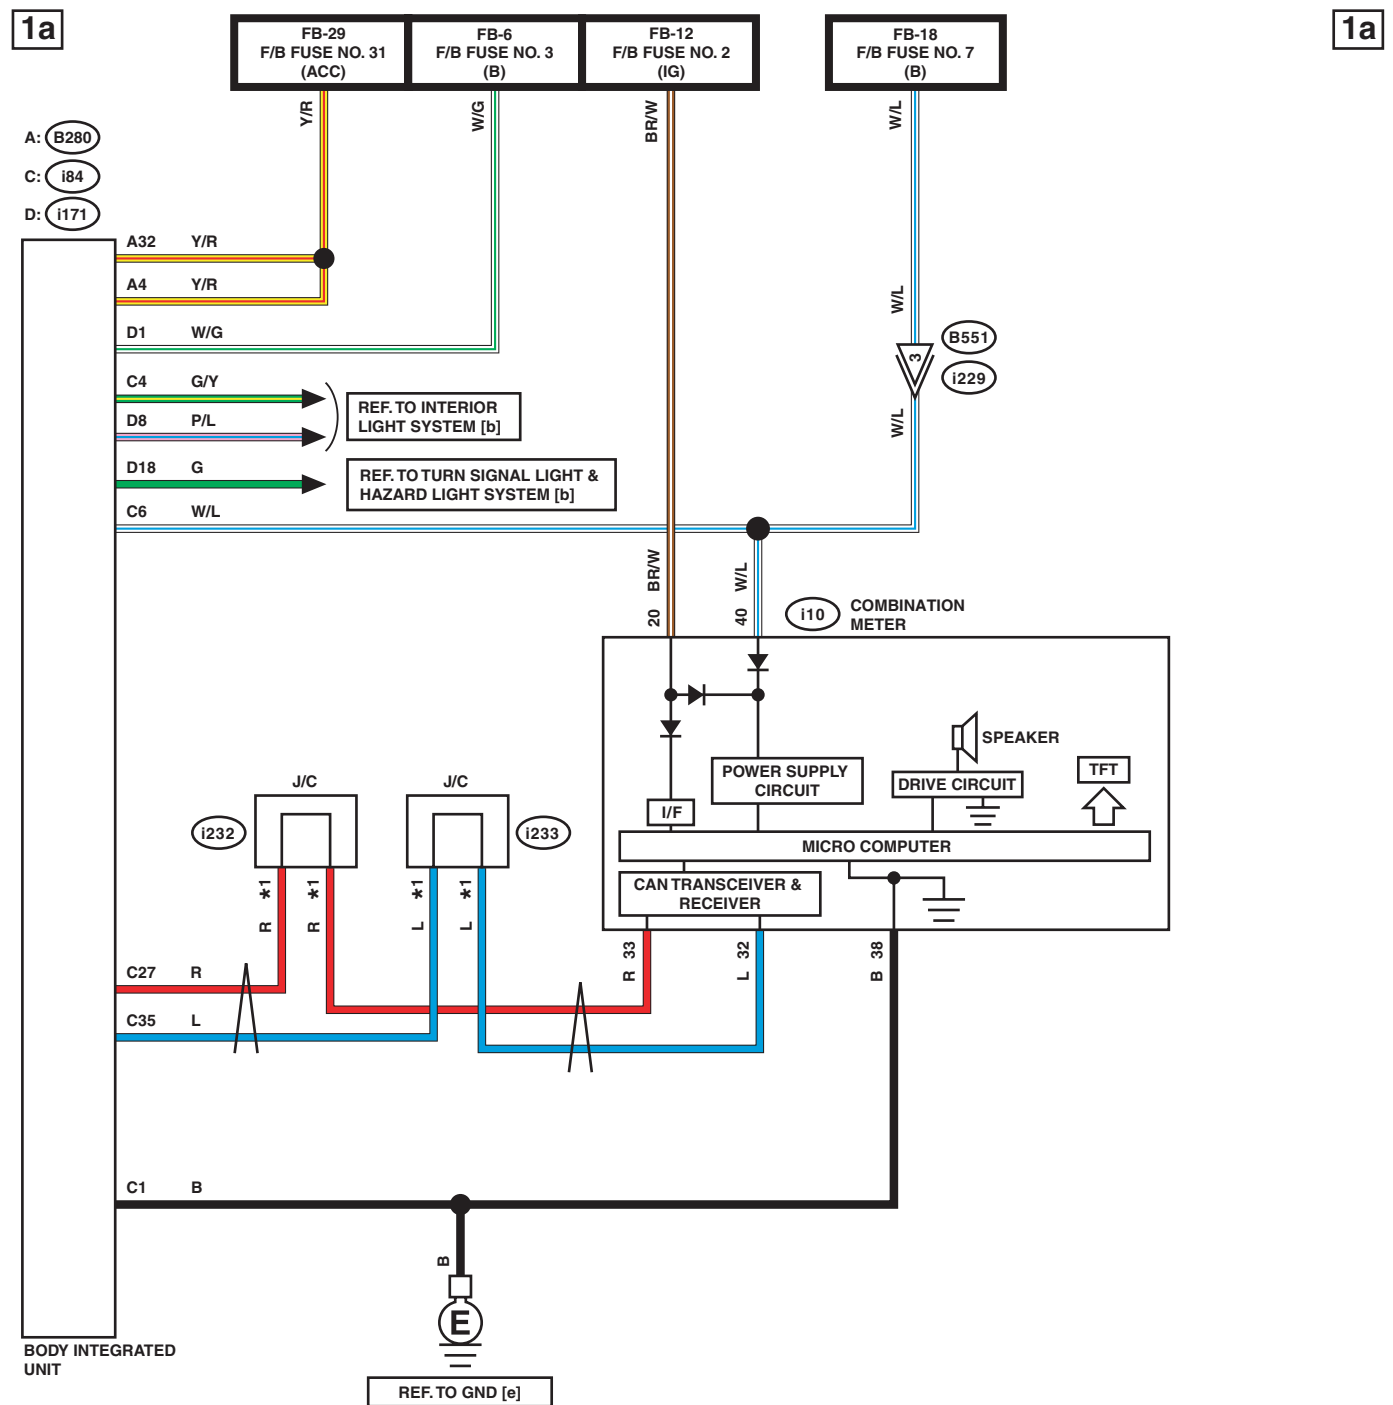 1a
1a
FB-29
F/B FUSE NO. 31
(ACC)
FB-6
F/B FUSE NO. 3
(B)
FB-12
F/B FUSE NO. 2
(IG)
FB-18
F/B FUSE NO. 7
(B)
Y/R
W/G
BR/W
W/L
A: B280
C: i84
D: i171
A32 Y/R
A4 Y/R
D1 W/G
W/L
B551
3
i229
W/L
C4 G/Y
D8 P/L
REF. TO INTERIOR
LIGHT SYSTEM [b]
D18 G
REF. TO TURN SIGNAL LIGHT &
HAZARD LIGHT SYSTEM [b]
C6 W/L
20 BR/W
40 W/L
i10
COMBINATION
METER
SPEAKER
POWER SUPPLY
CIRCUIT
DRIVE CIRCUIT
TFT
I/F
MICRO COMPUTER
CAN TRANSCEIVER &
RECEIVER
J/C
J/C
i232
i233
R *1
R *1
L *1
L *1
R 33
L 32
B 38
C27 R
C35 L
C1 B
B
E
BODY INTEGRATED
UNIT
REF. TO GND [e]